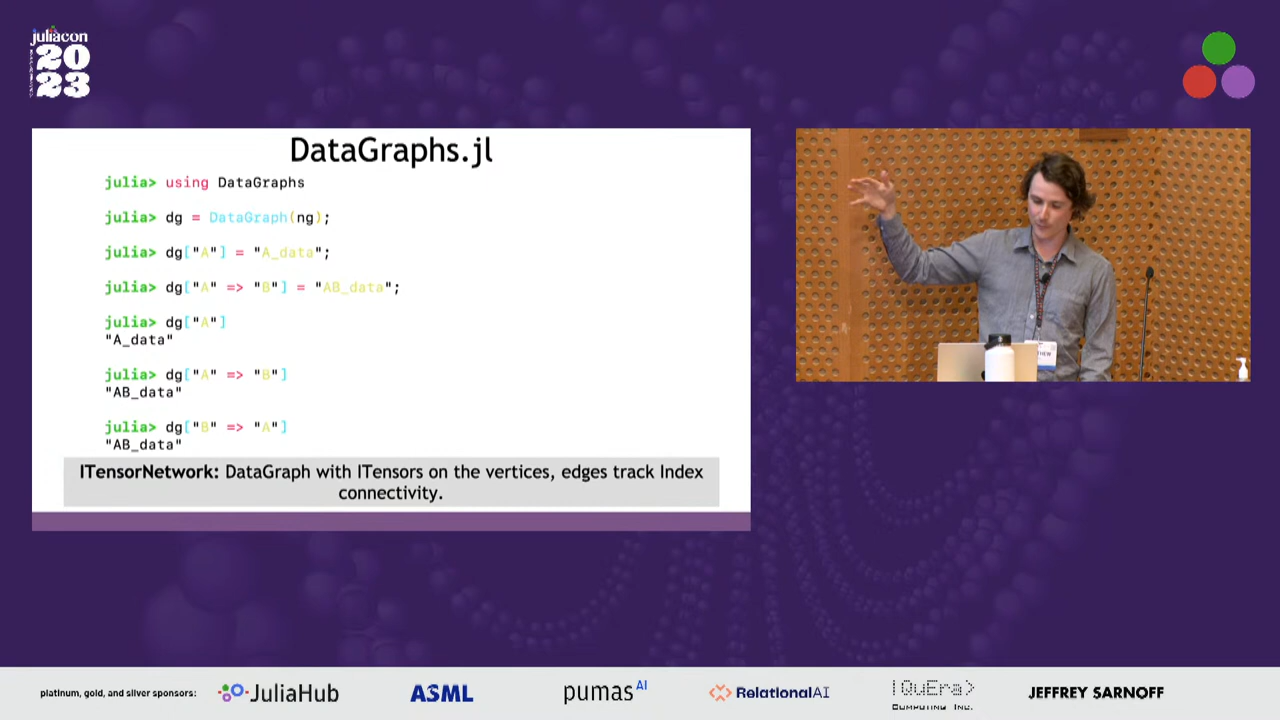 juliacon
20
23
DataGraphs.jl
julia> using DataGraphs
julia> dg = DataGraph(ng);
julia> dg["A"] = "A_data";
julia> dg["A" => "B"] = "AB_data";
julia> dg["A"]
"A_data"
julia> dg["A" => "B"]
"AB_data"
julia> dg["B" => "A"]
"AB_data"
ITensorNetwork: DataGraph with ITensors on the vertices, edges track Index
connectivity.
platinum, gold, and silver sponsors:
JuliaHub
ASML
pumas AI
RelationalAI
|QuEra>
COMPUTING INC.
JEFFREY SARNOFF